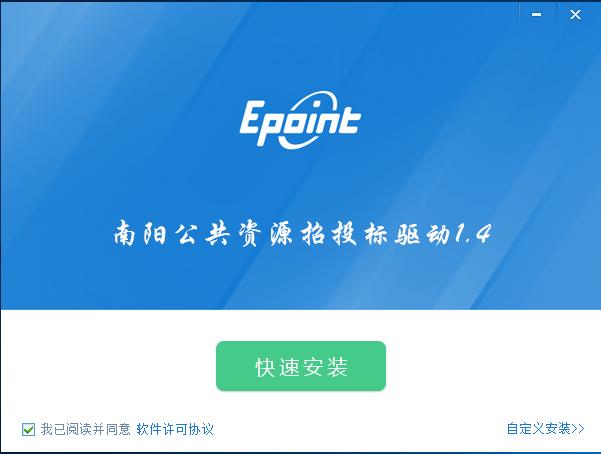 Epoint
南阳公共资源招投标驱动1.4
快速安装
我已阅读并同意 软件许可协议
自定义安装>>